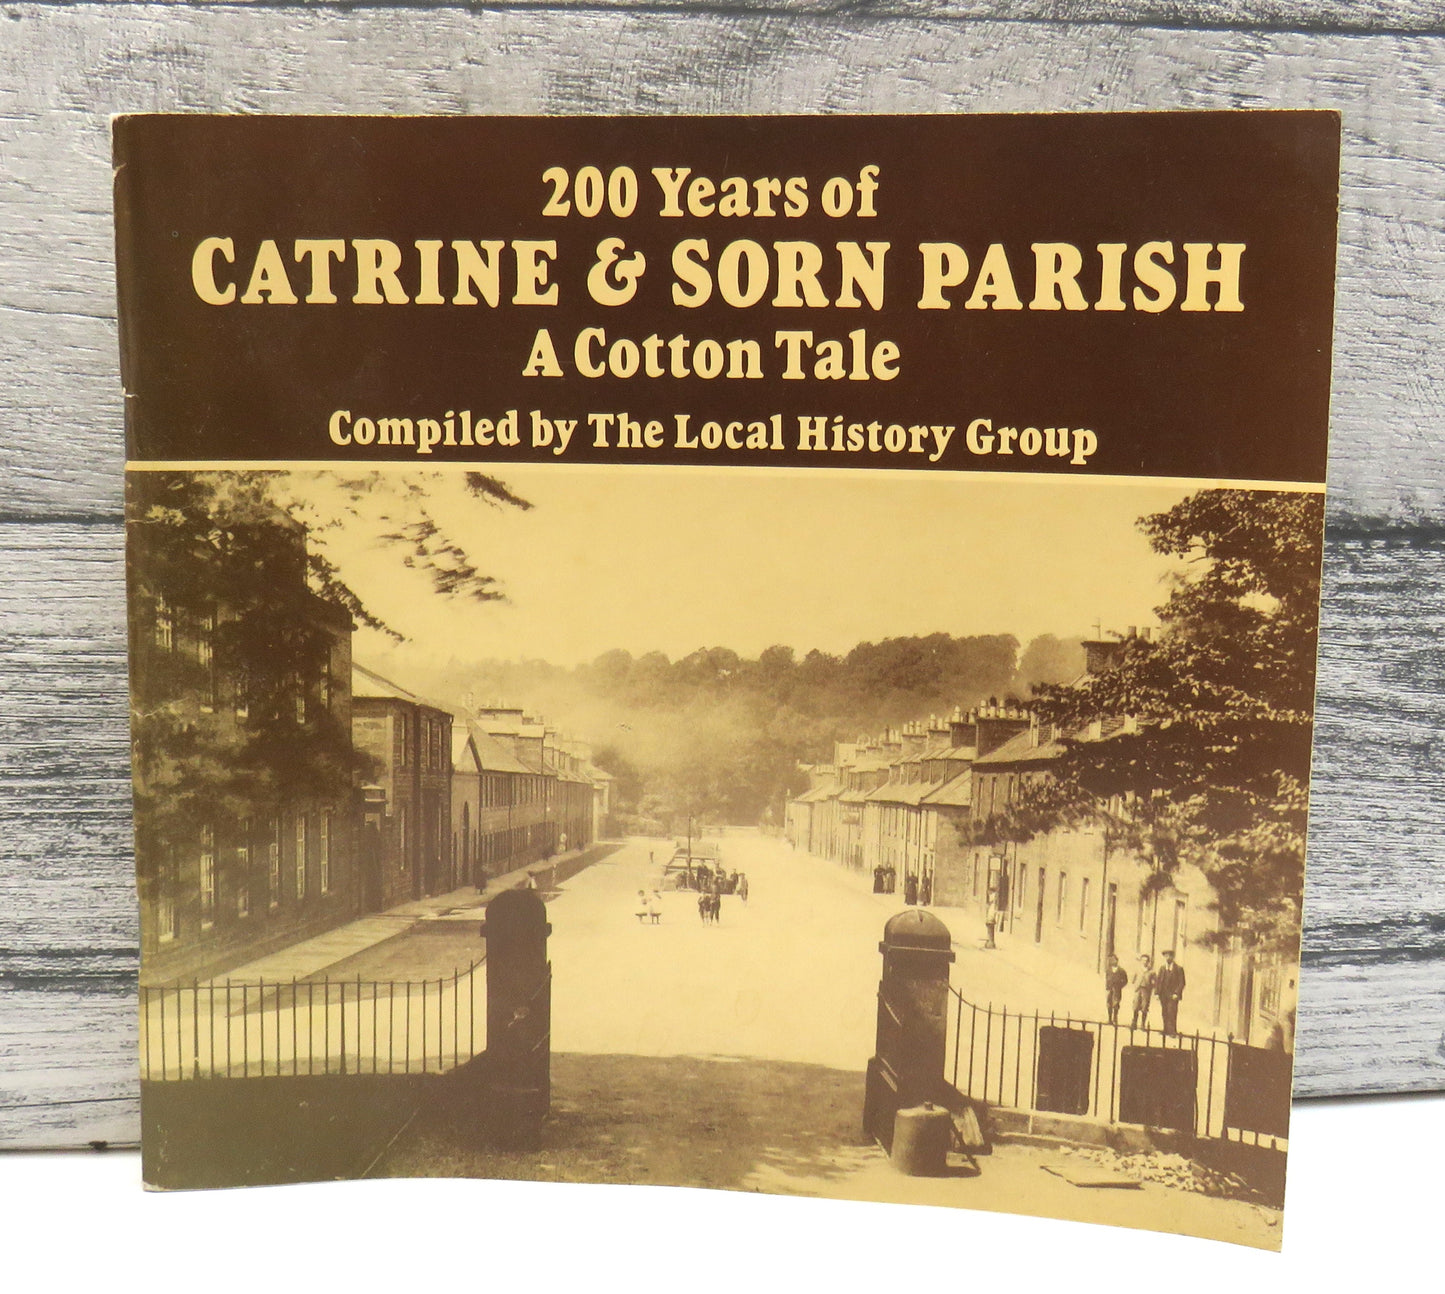 200 Years of
CATRINE & SORN PARISH
A Cotton Tale
Compiled by The Local History Group